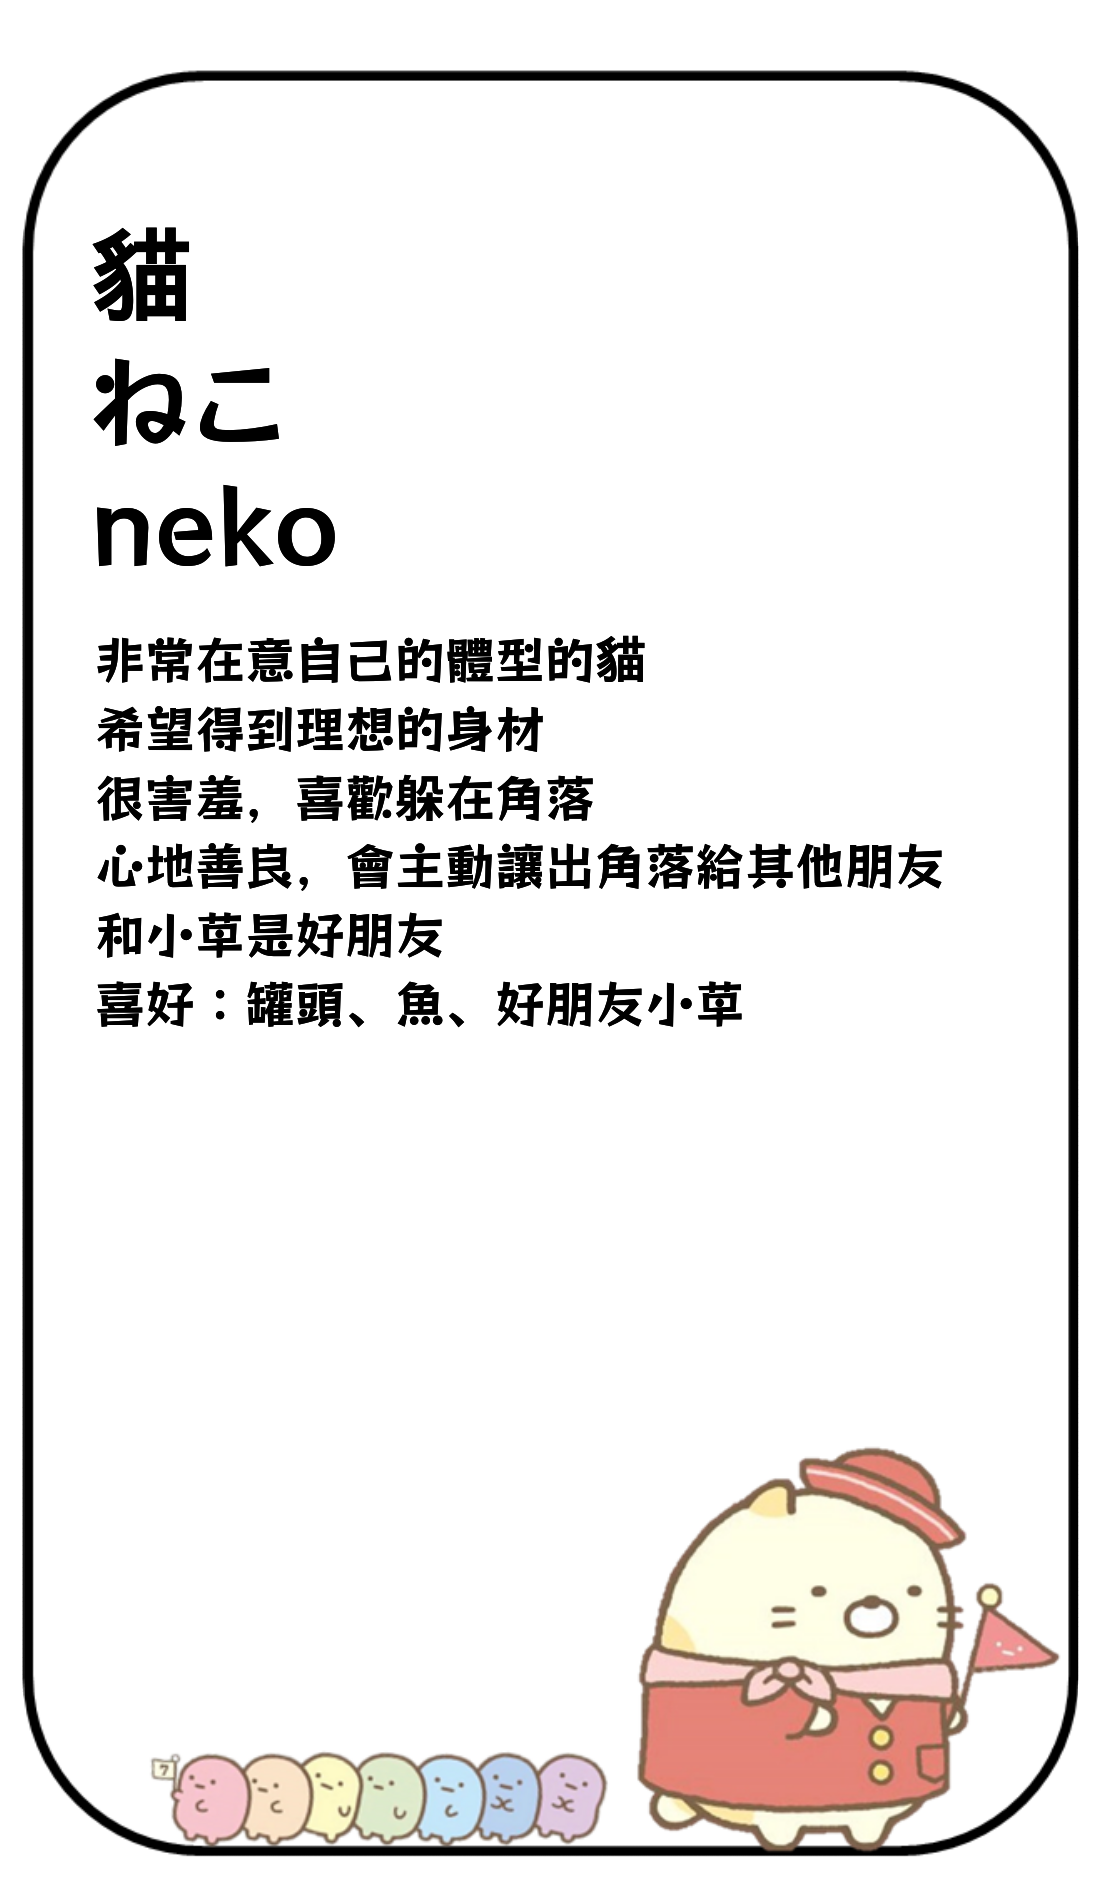 貓
ねこ
neko
非常在意自己的體型的貓
希望得到理想的身材
很害羞，喜歡躲在角落
心地善良，會主動讓出角落給其他朋友
和小草是好朋友
喜好：罐頭、魚、好朋友小草
7